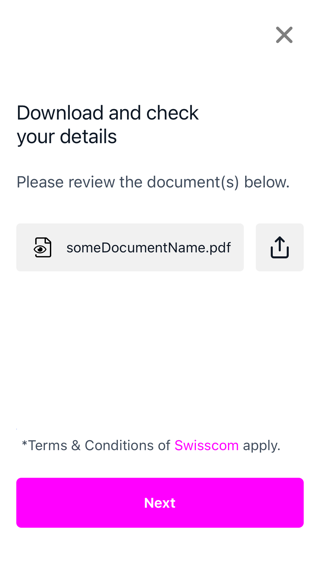 Download and check
your details
Please review the document(s) below.
someDocumentName.pdf
*Terms & Conditions of Swisscom apply.
Next